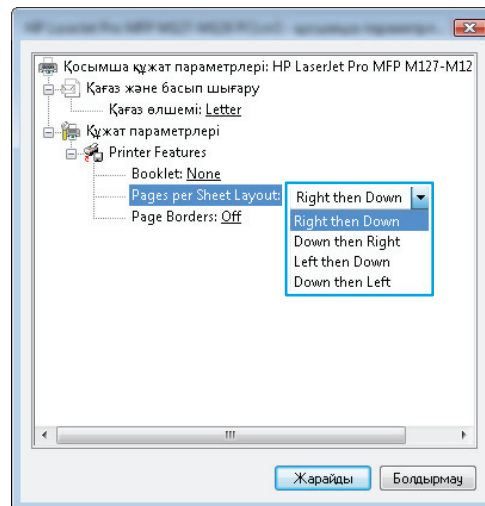 Қосымша құжат параметрлері: HP LaserJet Pro MFP M127-M12
Қағаз және басып шығару
Қағаз өлшемі: Letter
Құжат параметрлері
Printer Features
Booklet: None
Pages per Sheet Layout: Right then Down
Page Borders: Off
Right then Down
Down then Right
Left then Down
Down then Left
Жарайды
Болдырмау